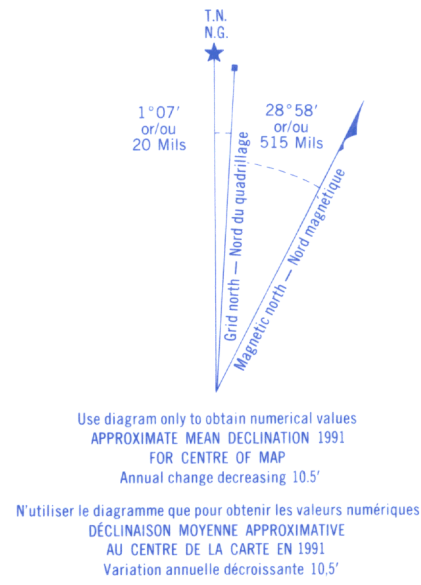 T.N.
N.G.
1°07′
or/ou
20 Mils
28°58′
or/ou
515 Mils
Grid north — Nord du quadrillage
Magnetic north — Nord magnétique
Use diagram only to obtain numerical values
APPROXIMATE MEAN DECLINATION 1991
FOR CENTRE OF MAP
Annual change decreasing 10.5′
N'utiliser le diagramme que pour obtenir les valeurs numériques
DÉCLINAISON MOYENNE APPROXIMATIVE
AU CENTRE DE LA CARTE EN 1991
Variation annuelle décroissante 10,5′